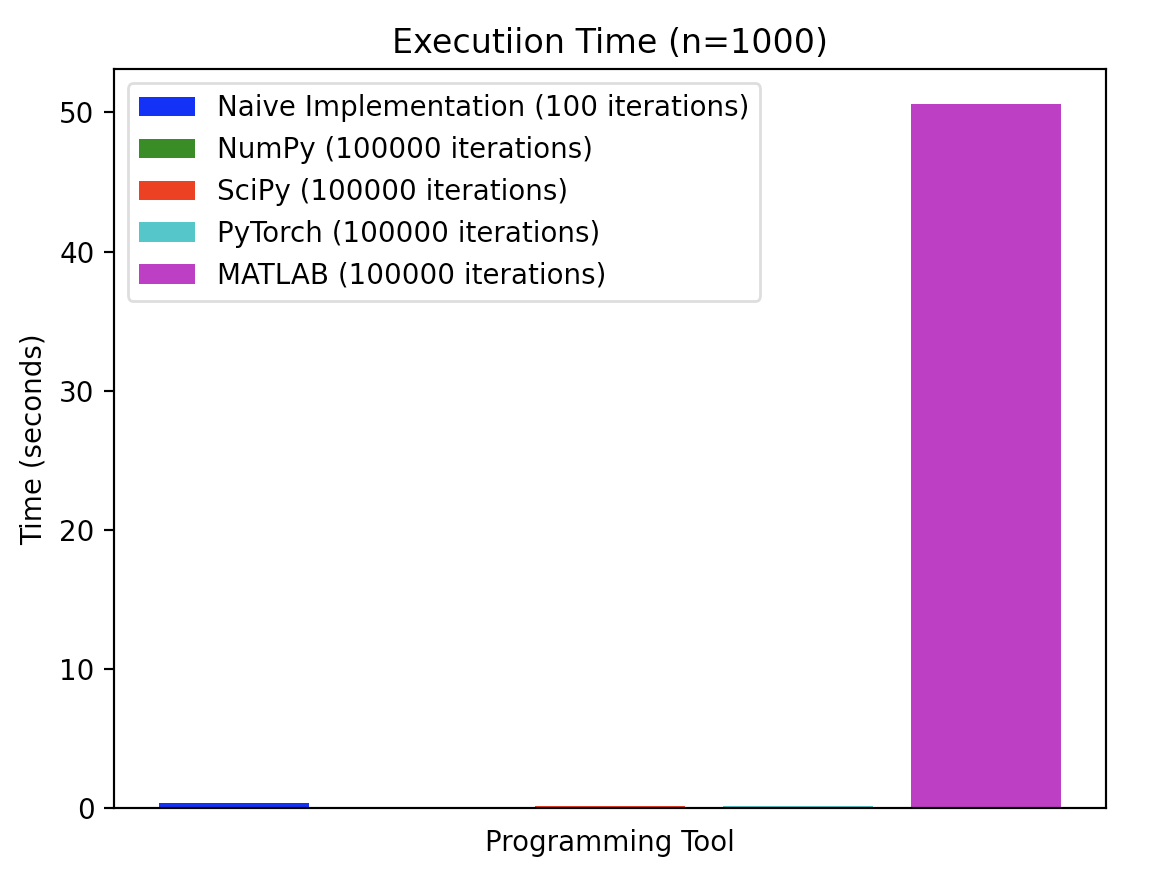 Executiion Time (n=1000)
Naive Implementation (100 iterations)
NumPy (100000 iterations)
SciPy (100000 iterations)
PyTorch (100000 iterations)
MATLAB (100000 iterations)
50
40
30
20
10
0
Time (seconds)
Programming Tool